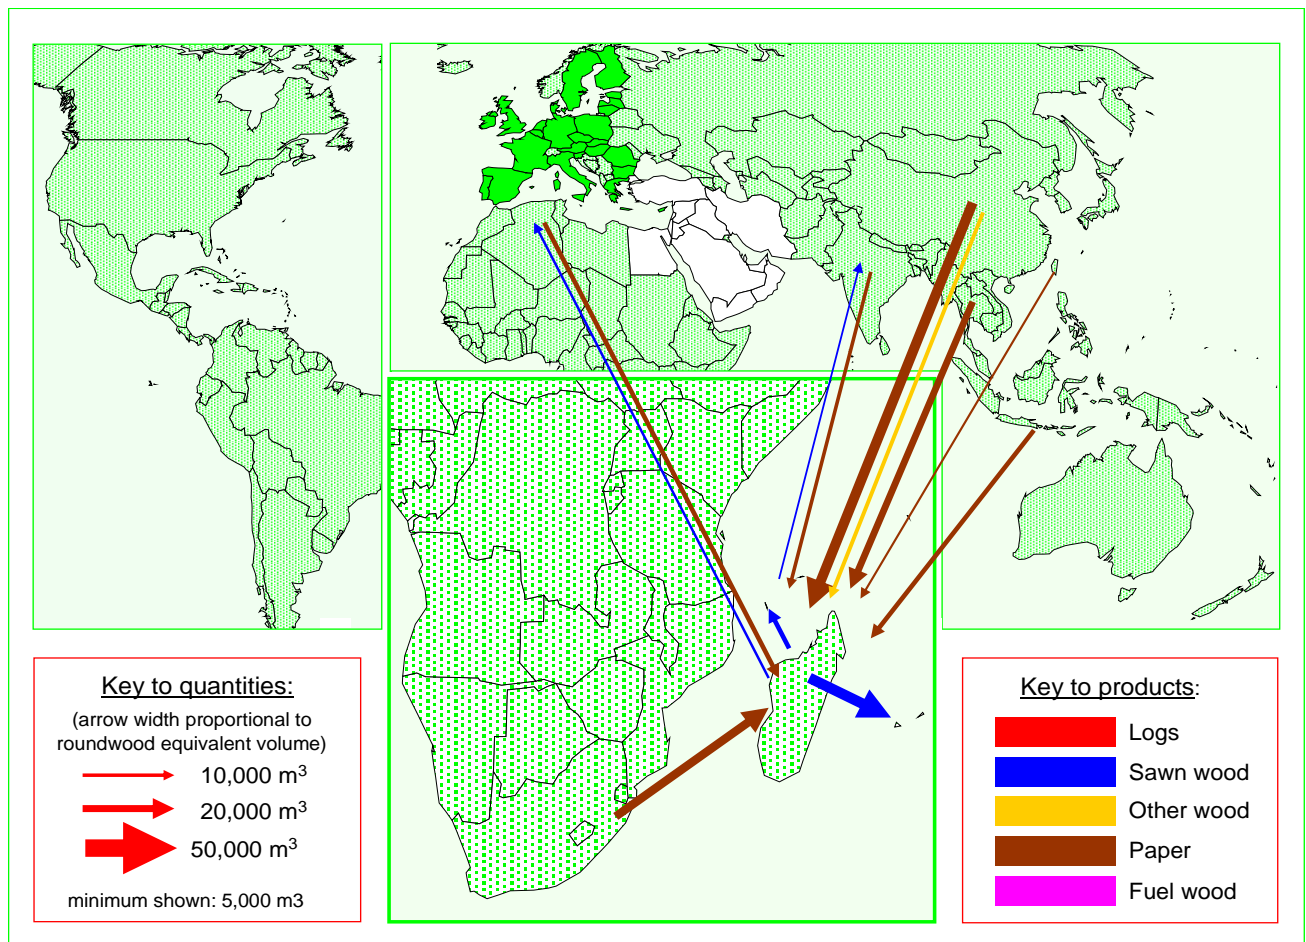 Key to quantities:
(arrow width proportional to
roundwood equivalent volume)
10,000 m³
20,000 m³
50,000 m³
minimum shown: 5,000 m3
Key to products:
Logs
Sawn wood
Other wood
Paper
Fuel wood